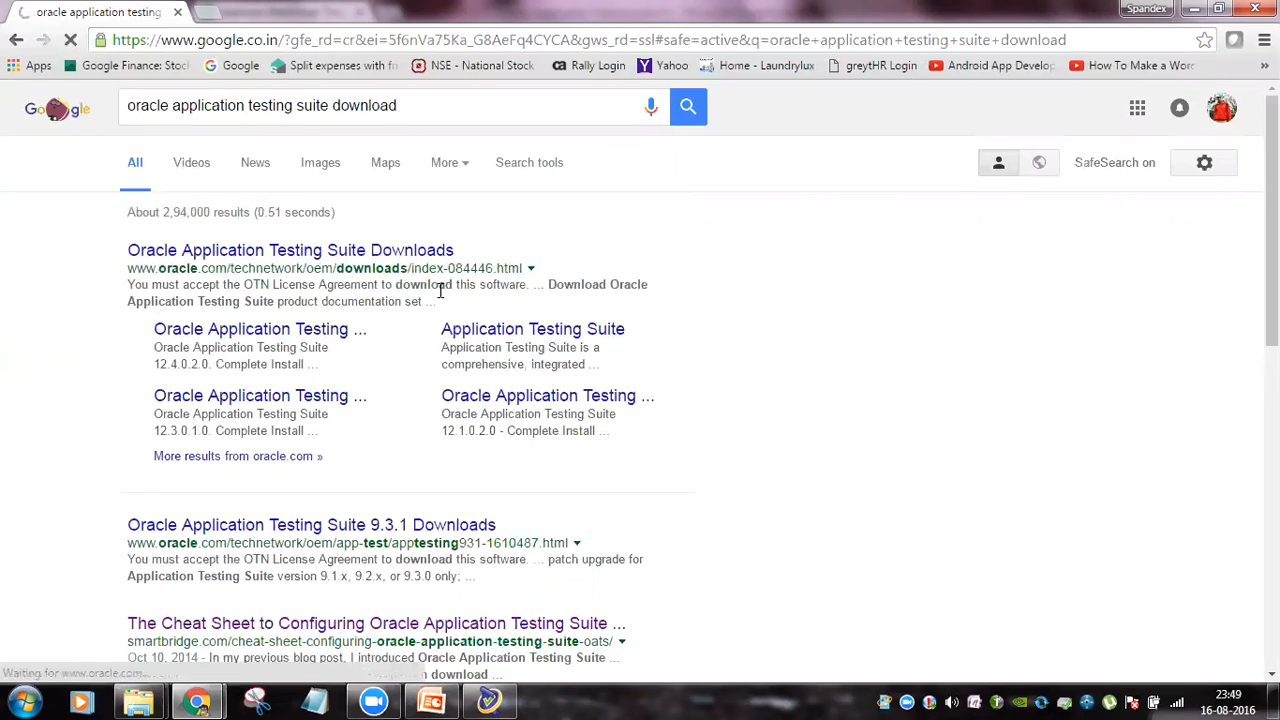 oracle application testing
Spandex
https://www.google.co.in/?gfe_rd=cr&ei=5f6nVa75Ka_G8AeFq4CYCA&gws_rd=ssl#safe=active&q=oracle+application+testing+suite+download
Apps Google Finance: Stoc Google Split expenses with fr NSE - National Stock Rally Login Yahoo Home - Laundrylux greytHR Login Android App Develop How To Make a Worc
Google
oracle application testing suite download
All Videos News Images Maps More Search tools
SafeSearch on
About 2,94,000 results (0.51 seconds)
Oracle Application Testing Suite Downloads
www.oracle.com/technetwork/oem/downloads/index-084446.html
You must accept the OTN License Agreement to download this software. ... Download Oracle
Application Testing Suite product documentation set ...
Oracle Application Testing ...
Oracle Application Testing Suite
12.4.0.2.0. Complete Install ...
Application Testing Suite
Application Testing Suite is a
comprehensive, integrated ...
Oracle Application Testing ...
Oracle Application Testing Suite
12.3.0.1.0. Complete Install ...
Oracle Application Testing ...
Oracle Application Testing Suite
12.1.0.2.0 - Complete Install ...
More results from oracle.com »
Oracle Application Testing Suite 9.3.1 Downloads
www.oracle.com/technetwork/oem/app-test/apptesting931-1610487.html
You must accept the OTN License Agreement to download this software. ... patch upgrade for
Application Testing Suite version 9.1.x, 9.2.x, or 9.3.0 only; ...
The Cheat Sheet to Configuring Oracle Application Testing Suite ...
smartbridge.com/cheat-sheet-configuring-oracle-application-testing-suite-oats/
Oct 10, 2014 - In my previous blog post, I introduced Oracle Application Testing Suite ...
download ...
Waiting for www.oracle.com...
23:49
16-08-2016